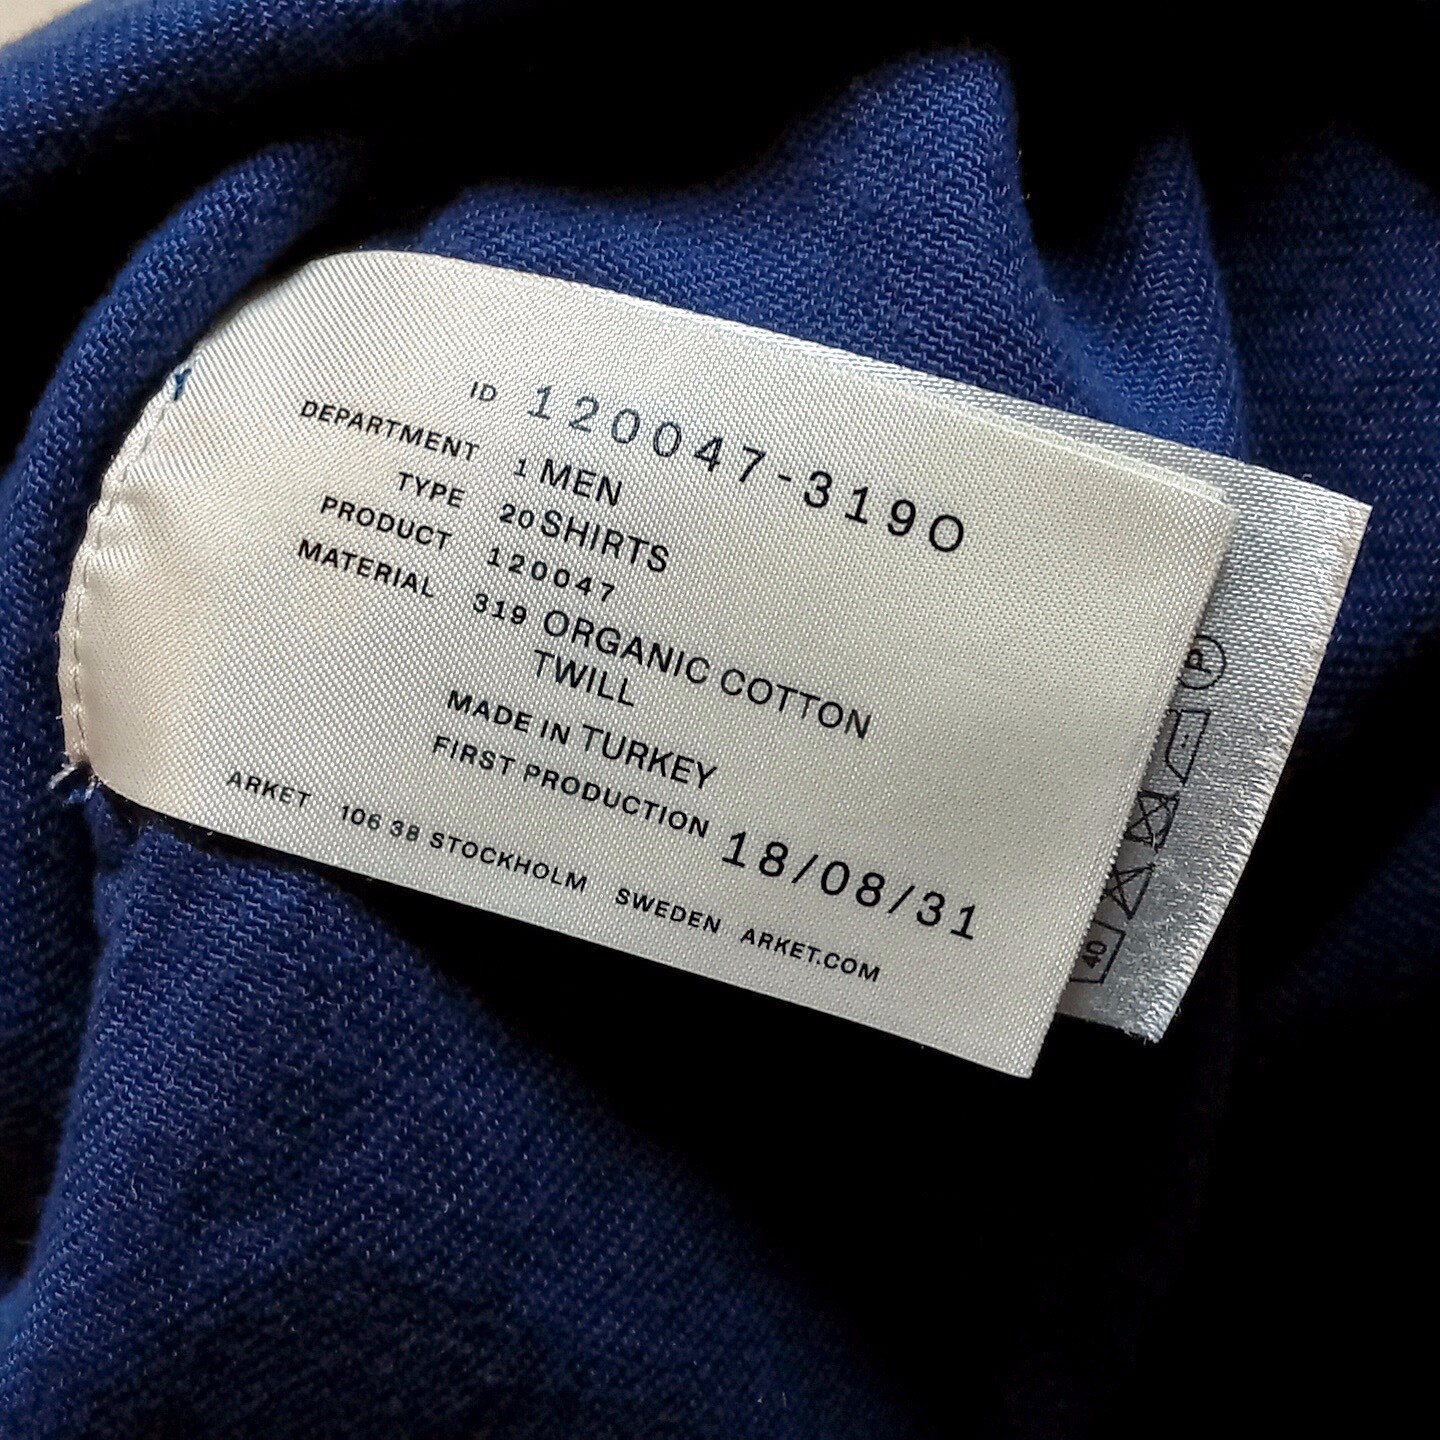 ID 120047-3190
DEPARTMENT 1 MEN
TYPE 20 SHIRTS
PRODUCT 120047
MATERIAL 319 ORGANIC COTTON
TWILL
MADE IN TURKEY
FIRST PRODUCTION 18/08/31
ARKET 106 38 STOCKHOLM SWEDEN ARKET.COM
P
40